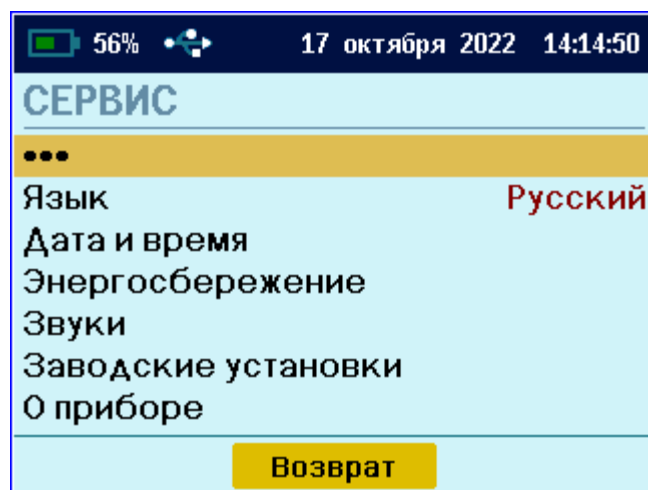 56% 17 октября 2022 14:14:50
СЕРВИС
•••
Язык Русский
Дата и время
Энергосбережение
Звуки
Заводские установки
О приборе
Возврат